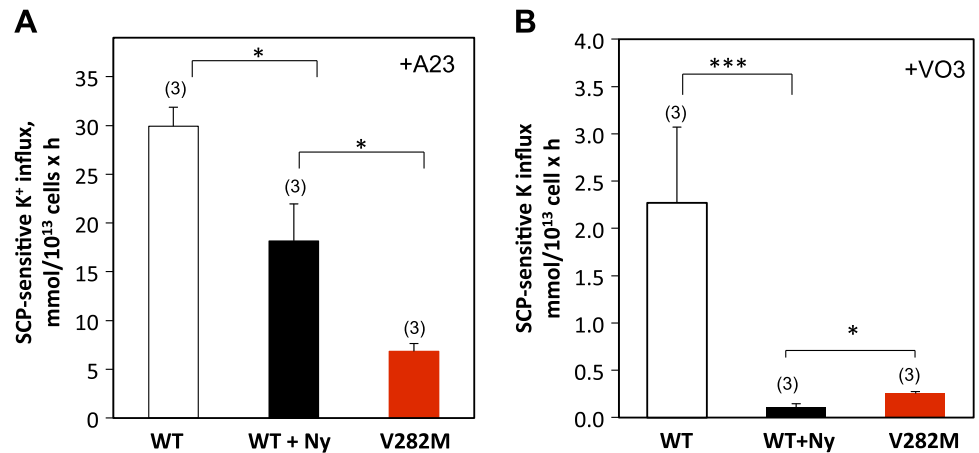 A
SCP-sensitive K⁺ influx,
mmol/10¹³ cells x h
35
30
25
20
15
10
5
0
+A23
*
(3)
*
(3)
(3)
WT
WT + Ny
V282M
B
SCP-sensitive K influx
mmol/10¹³ cell x h
4.0
3.5
3.0
2.5
2.0
1.5
1.0
0.5
0.0
+VO3
***
(3)
*
(3)
(3)
WT
WT+Ny
V282M